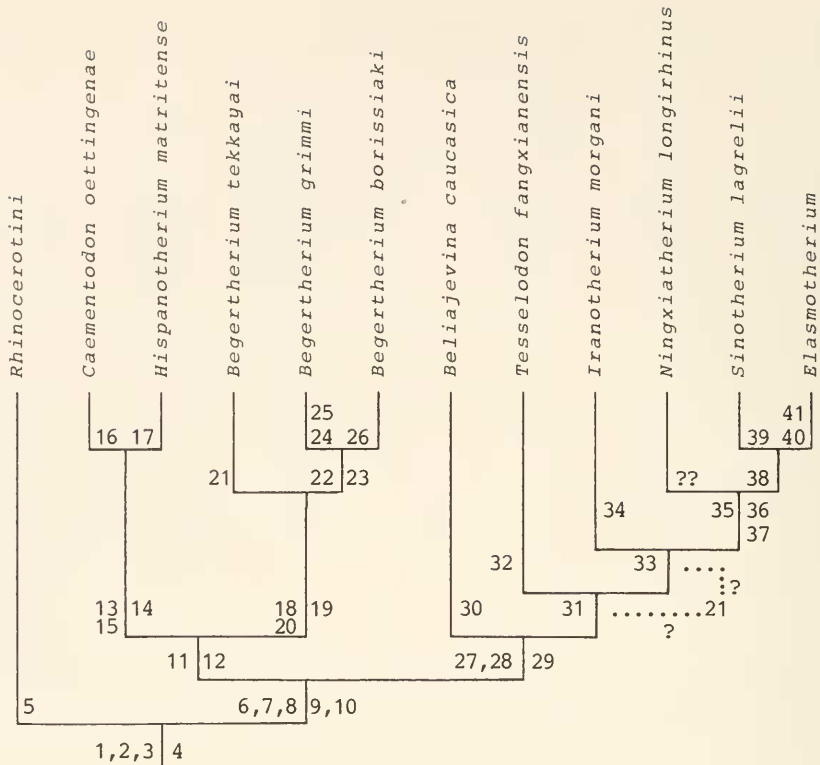 Rhinocerotini
Caementodon oettingenae
Hispanotherium matritense
Begertherium tekkayai
Begertherium grimmi
Begertherium borissiaki
Beliajevina caucasica
Tesselodon fangxianensis
Iranotherium morgani
Ningxiatherium longirhinus
Sinotherium lagrelii
Elasmotherium
25 41
16 17 24 26 39 40
21 22 23 ?? 38
34 35 36
37
32 33
?
13 14 18 19 30 31 21
15 20 ?
11 12 27,28 29
5 6,7,8 9,10
1,2,3 4